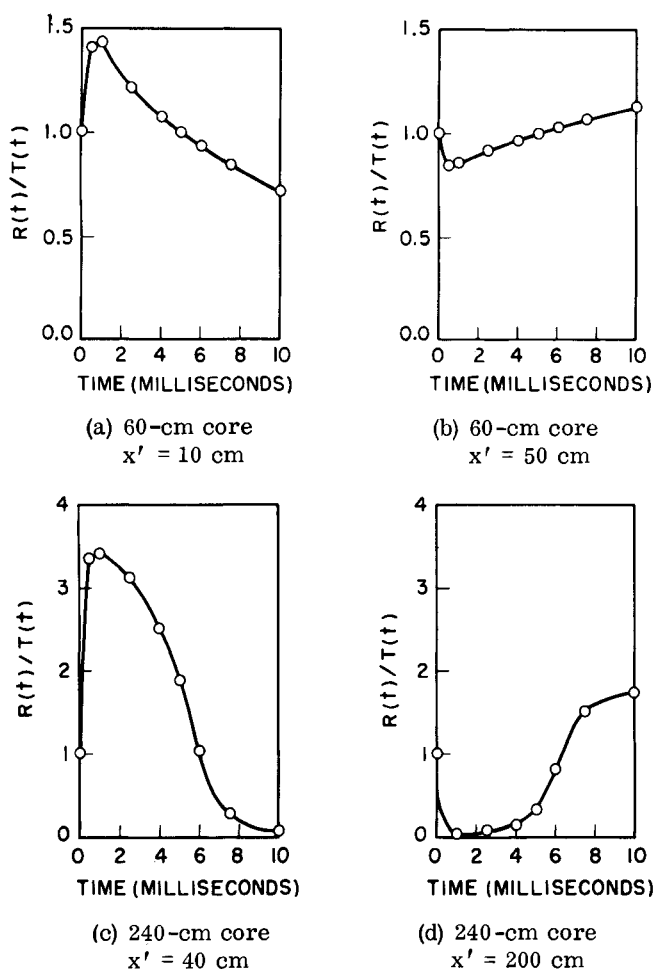 1.5
1.0
0.5
0.0
R(t)/T(t)
0 2 4 6 8 10
TIME (MILLISECONDS)
(a) 60-cm core
x' = 10 cm
1.5
1.0
0.5
0.0
R(t)/T(t)
0 2 4 6 8 10
TIME (MILLISECONDS)
(b) 60-cm core
x' = 50 cm
4
3
2
1
0
R(t)/T(t)
0 2 4 6 8 10
TIME (MILLISECONDS)
(c) 240-cm core
x' = 40 cm
4
3
2
1
0
R(t)/T(t)
0 2 4 6 8 10
TIME (MILLISECONDS)
(d) 240-cm core
x' = 200 cm